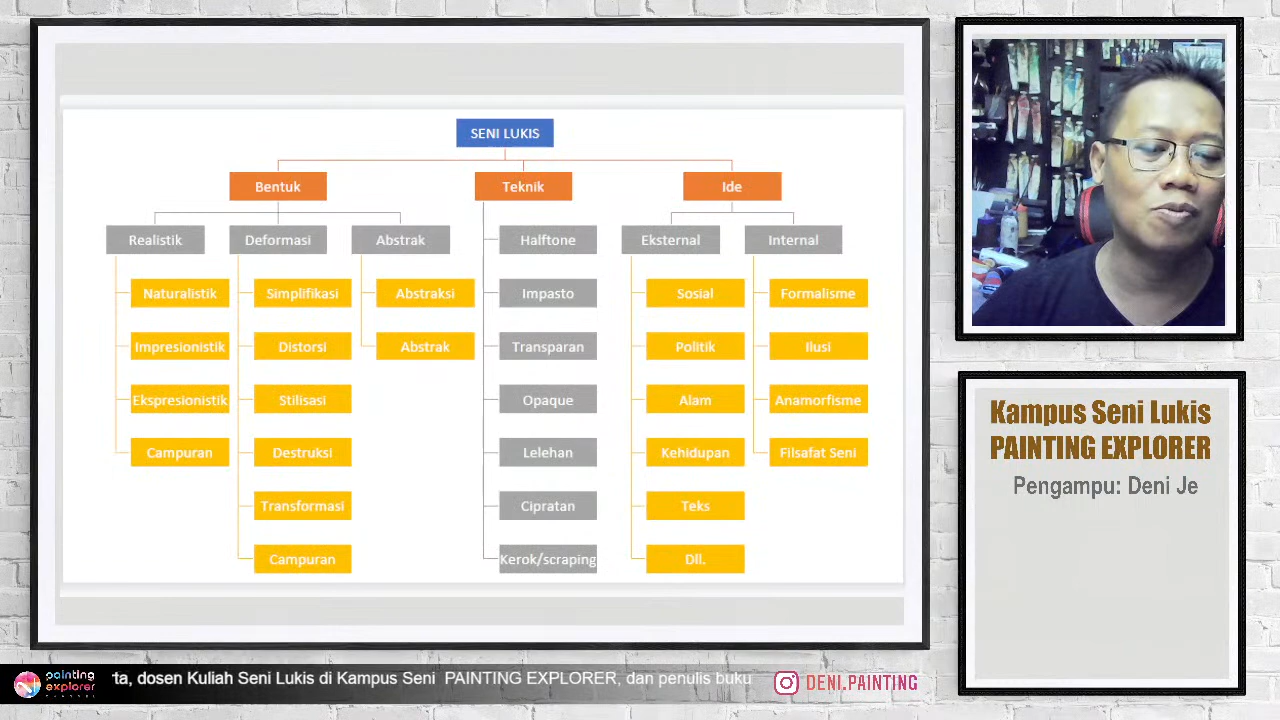 SENI LUKIS
Bentuk
Teknik
Ide
Realistik
Deformasi
Abstrak
Halftone
Eksternal
Internal
Naturalistik
Simplifikasi
Abstraksi
Impasto
Sosial
Formalisme
Impresionistik
Distorsi
Abstrak
Transparan
Politik
Ilusi
Ekspresionistik
Stilisasi
Opaque
Alam
Anamorfisme
Campuran
Destruksi
Lelehan
Kehidupan
Filsafat Seni
Transformasi
Cipratan
Teks
Campuran
Kerok/scraping
Dll.
Kampus Seni Lukis
PAINTING EXPLORER
Pengampu: Deni Je
painting
explorer
CHANNEL
ta, dosen Kuliah Seni Lukis di Kampus Seni PAINTING EXPLORER, dan penulis buku
DENI.PAINTING